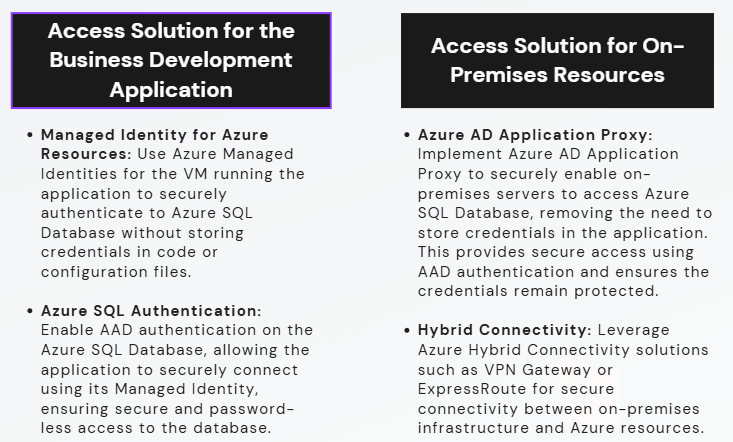 Access Solution for the
Business Development
Application
• Managed Identity for Azure
Resources: Use Azure Managed
Identities for the VM running the
application to securely
authenticate to Azure SQL
Database without storing
credentials in code or
configuration files.
• Azure SQL Authentication:
Enable AAD authentication on the
Azure SQL Database, allowing the
application to securely connect
using its Managed Identity,
ensuring secure and password-
less access to the database.
Access Solution for On-
Premises Resources
• Azure AD Application Proxy:
Implement Azure AD Application
Proxy to securely enable on-
premises servers to access Azure
SQL Database, removing the need to
store credentials in the application.
This provides secure access using
AAD authentication and ensures the
credentials remain protected.
• Hybrid Connectivity: Leverage
Azure Hybrid Connectivity solutions
such as VPN Gateway or
ExpressRoute for secure
connectivity between on-premises
infrastructure and Azure resources.